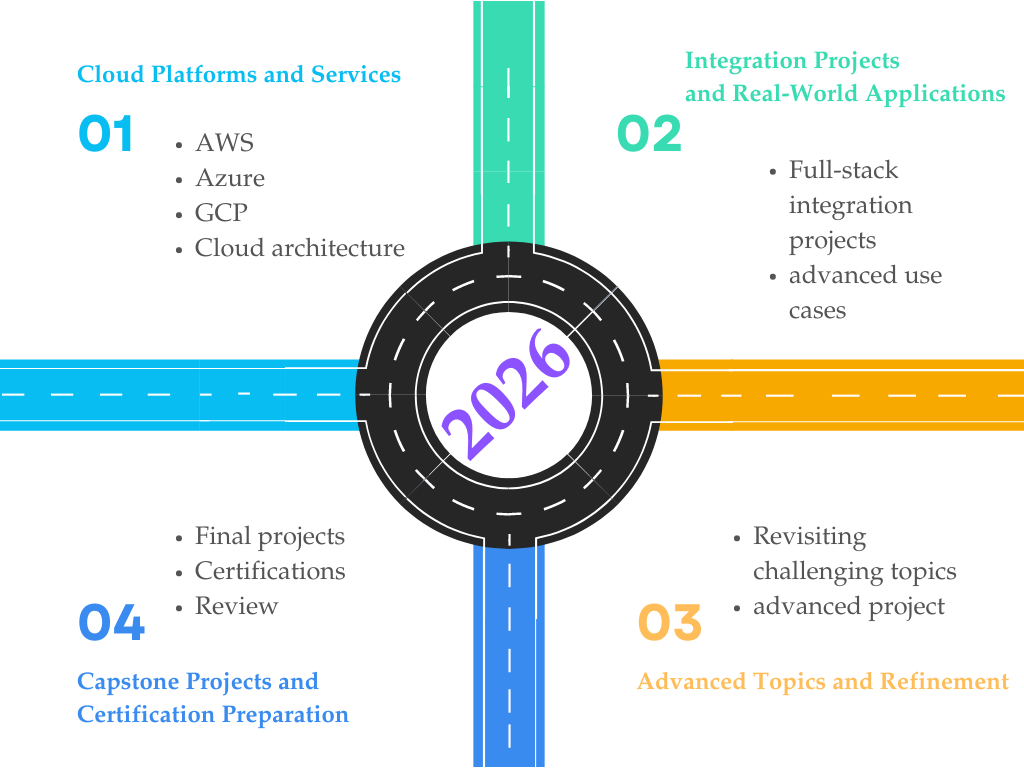 Cloud Platforms and Services
01
• AWS
• Azure
• GCP
• Cloud architecture
Integration Projects
and Real-World Applications
02
• Full-stack
integration
projects
• advanced use
cases
2026
• Revisiting
challenging topics
• advanced project
03
Advanced Topics and Refinement
• Final projects
• Certifications
• Review
04
Capstone Projects and
Certification Preparation